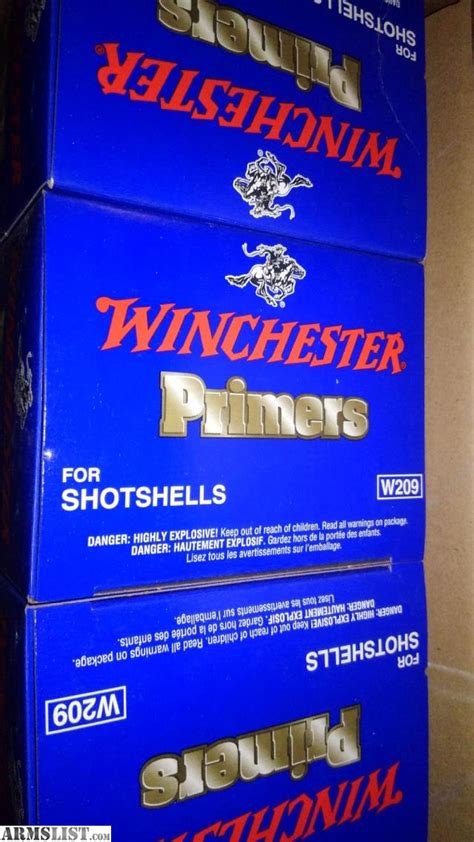 WINCHESTER
Primers
FOR
SHOTSHELLS
WINCHESTER®
Primers
FOR
SHOTSHELLS
W209
DANGER: HIGHLY EXPLOSIVE! Keep out of reach of children. Read all warnings on package.
DANGER: HAUTEMENT EXPLOSIF. Gardez hors de la portée des enfants.
Lisez tous les avertissements sur l'emballage.
WINCHESTER
Primers
FOR
SHOTSHELLS
W209
DANGER: HIGHLY EXPLOSIVE! Keep out of reach of children. Read all warnings on package.
DANGER: HAUTEMENT EXPLOSIF. Gardez hors de la portée des enfants.
Lisez tous les avertissements sur l'emballage.
ARMSLIST.com